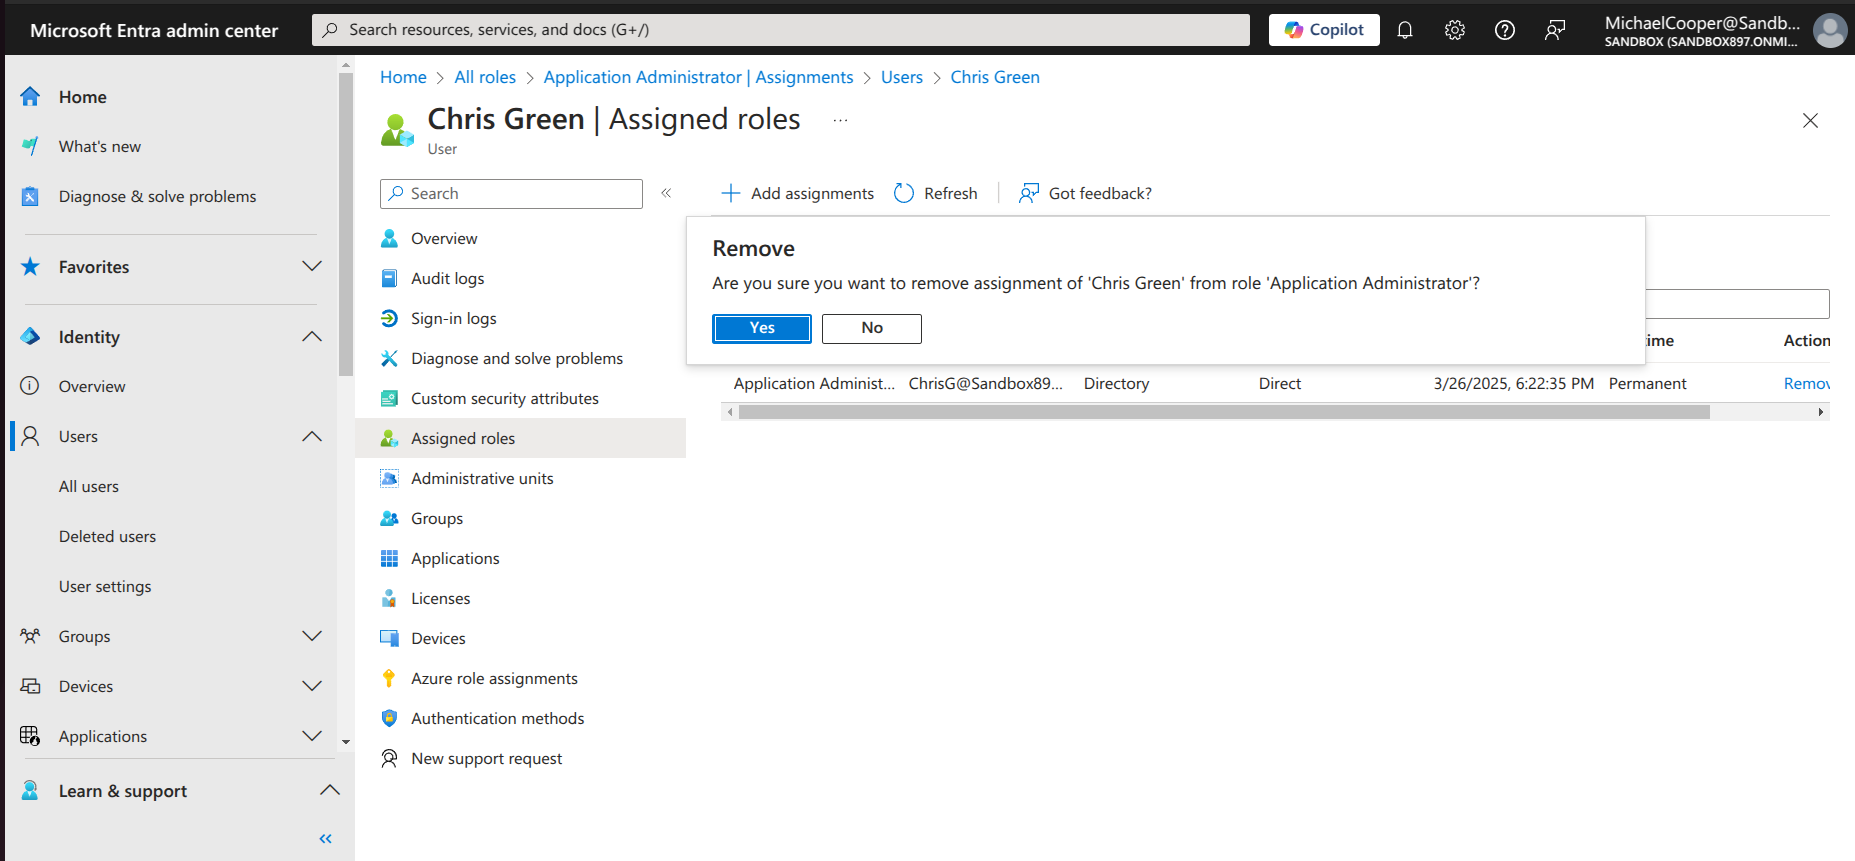 Microsoft Entra admin center
Search resources, services, and docs (G+/)
Copilot
MichaelCooper@Sandb...
SANDBOX (SANDBOX897.ONMI...
Home
What's new
Diagnose & solve problems
Favorites
Identity
Overview
Users
All users
Deleted users
User settings
Groups
Devices
Applications
Learn & support
Home > All roles > Application Administrator | Assignments > Users > Chris Green
Chris Green | Assigned roles ...
User
Search
Overview
Audit logs
Sign-in logs
Diagnose and solve problems
Custom security attributes
Assigned roles
Administrative units
Groups
Applications
Licenses
Devices
Azure role assignments
Authentication methods
New support request
Add assignments Refresh Got feedback?
Remove
Are you sure you want to remove assignment of 'Chris Green' from role 'Application Administrator'?
Yes No
ime Action
Application Administ... ChrisG@Sandbox89... Directory Direct 3/26/2025, 6:22:35 PM Permanent Remov